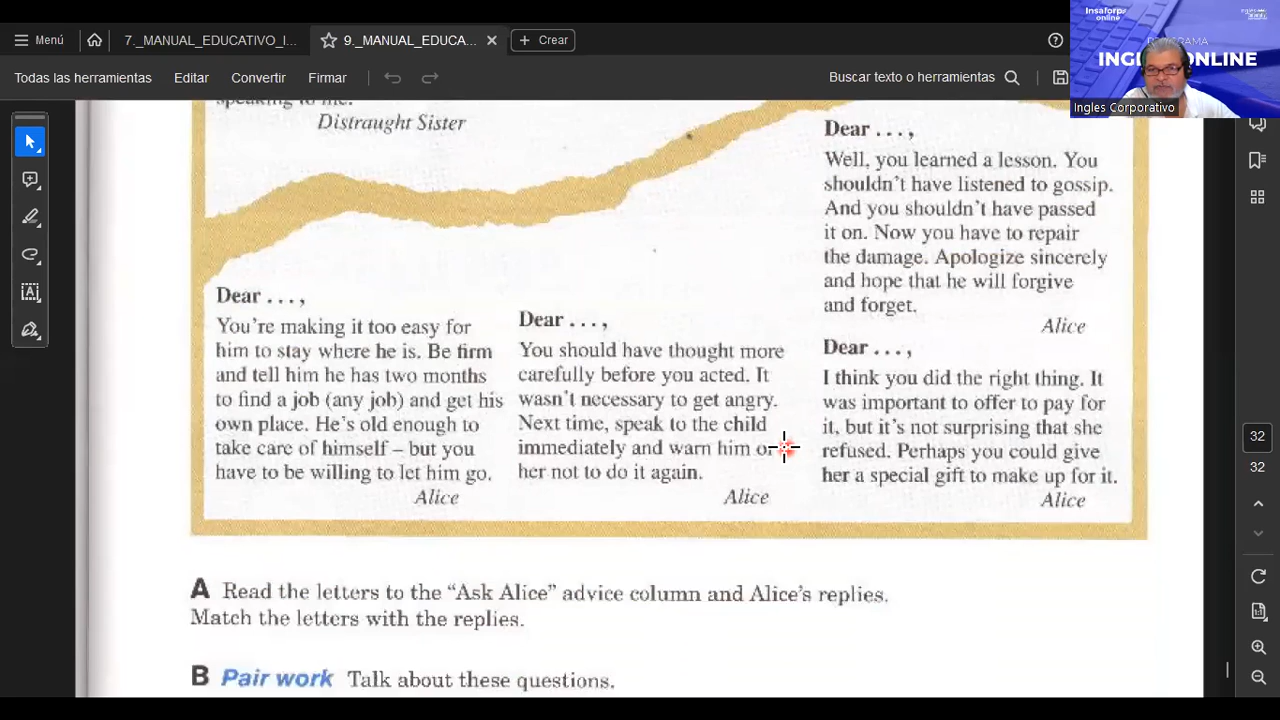 Menú
7._MANUAL_EDUCATIVO_I...
9._MANUAL_EDUCA...
Crear
Insaforp
online
PROGRAMA
INGL
ONLINE
Ingles Corporativo
Todas las herramientas
Editar
Convertir
Firmar
Buscar texto o herramientas
speaking to me.
Distraught Sister
Dear . . . ,
Well, you learned a lesson. You
shouldn't have listened to gossip.
And you shouldn't have passed
it on. Now you have to repair
the damage. Apologize sincerely
and hope that he will forgive
and forget.
Alice
Dear . . . ,
You're making it too easy for
him to stay where he is. Be firm
and tell him he has two months
to find a job (any job) and get his
own place. He's old enough to
take care of himself – but you
have to be willing to let him go.
Alice
Dear . . . ,
You should have thought more
carefully before you acted. It
wasn't necessary to get angry.
Next time, speak to the child
immediately and warn him or
her not to do it again.
Alice
Dear . . . ,
I think you did the right thing. It
was important to offer to pay for
it, but it's not surprising that she
refused. Perhaps you could give
her a special gift to make up for it.
Alice
32
32
A Read the letters to the "Ask Alice" advice column and Alice's replies.
Match the letters with the replies.
B Pair work Talk about these questions.